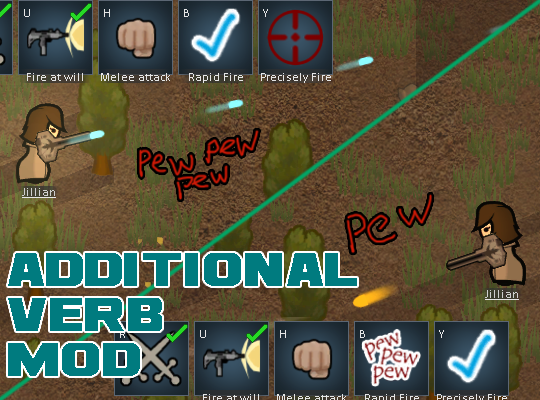 U
H
B
Y
Fire at will
Melee attack
Rapid Fire
Precisely Fire
Pew Pew
Pew
Jillian
Pew
Jillian
ADDITIONAL
VERB
MOD
R
U
H
B
Y
Pew
Pew
Pew
Fire at will
Melee attack
Rapid Fire
Precisely Fire